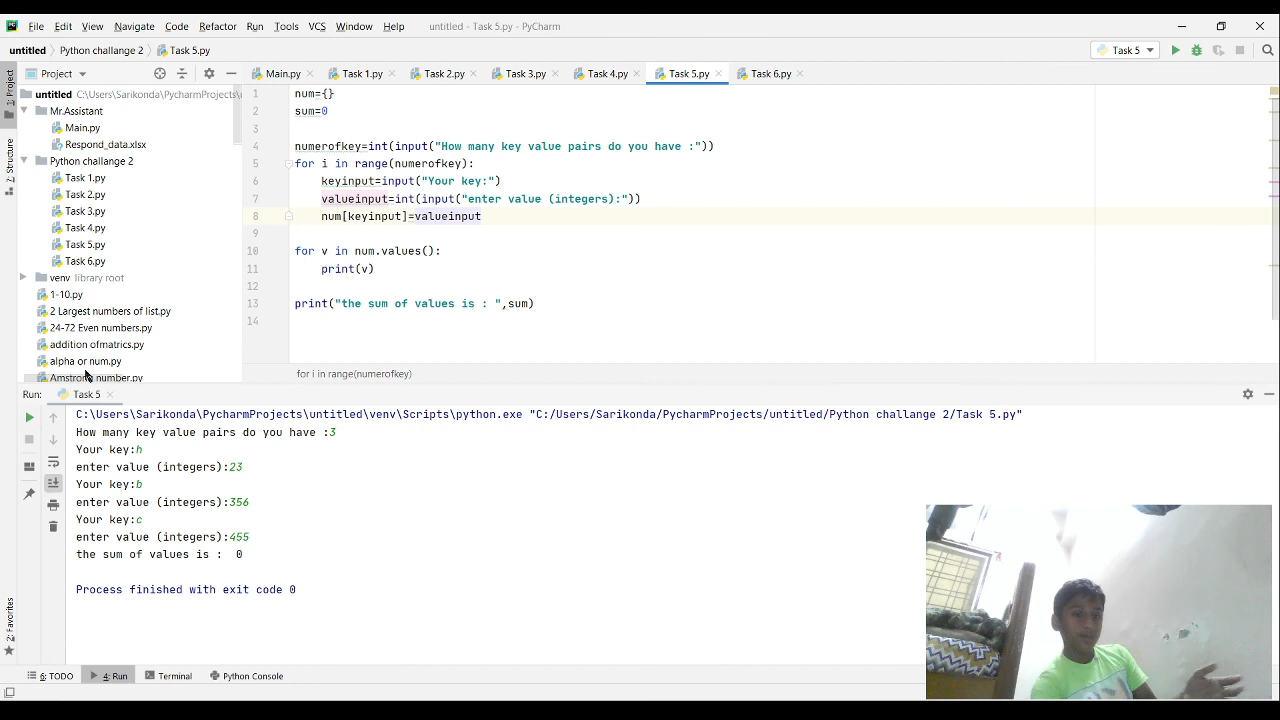 File Edit View Navigate Code Refactor Run Tools VCS Window Help untitled - Task 5.py - PyCharm
untitled Python challange 2 Task 5.py Task 5
Project Main.py Task 1.py Task 2.py Task 3.py Task 4.py Task 5.py Task 6.py
1: Project
Z: Structure
untitled C:\Users\Sarikonda\PycharmProjects\u
Mr.Assistant
Main.py
Respond_data.xlsx
Python challange 2
Task 1.py
Task 2.py
Task 3.py
Task 4.py
Task 5.py
Task 6.py
venv library root
1-10.py
2 Largest numbers of list.py
24-72 Even numbers.py
addition ofmatrics.py
alpha or num.py
Amstrong number.py
1 num={}
2 sum=0
3
4 numerofkey=int(input("How many key value pairs do you have :"))
5 for i in range(numerofkey):
6 keyinput=input("Your key:")
7 valueinput=int(input("enter value (integers):"))
8 num[keyinput]=valueinput
9
10 for v in num.values():
11 print(v)
12
13 print("the sum of values is : ",sum)
14
for i in range(numerofkey)
Run: Task 5
C:\Users\Sarikonda\PycharmProjects\untitled\venv\Scripts\python.exe "C:/Users/Sarikonda/PycharmProjects/untitled/Python challange 2/Task 5.py"
How many key value pairs do you have :3
Your key:h
enter value (integers):23
Your key:b
enter value (integers):356
Your key:c
enter value (integers):455
the sum of values is :  0
Process finished with exit code 0
2: Favorites
6: TODO 4: Run Terminal Python Console